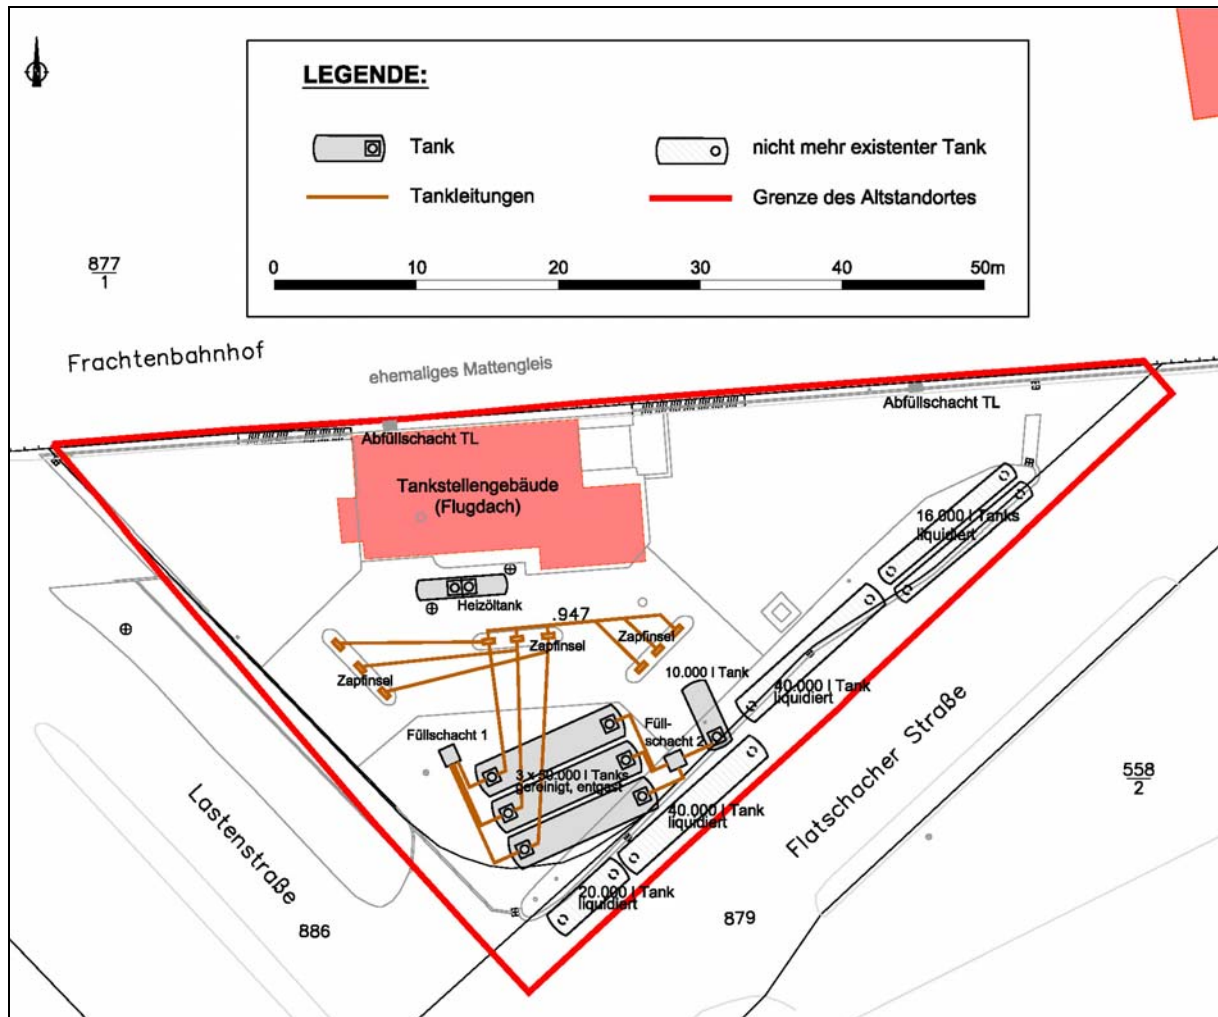 LEGENDE:
Tank
nicht mehr existenter Tank
Tankleitungen
Grenze des Altstandortes
0 10 20 30 40 50m
877
1
Frachtenbahnhof
ehemaliges Mattengleis
Abfüllschacht TL
Abfüllschacht TL
Tankstellengebäude
(Flugdach)
16.000 l Tanks
liquidiert
Heizöltank
.947
Zapfinsel
Zapfinsel
Zapfinsel
10.000 l Tank
40.000 l Tank
liquidiert
Füllschacht 1
Füll-
schacht 2
3 x 50.000 l Tanks
gereinigt, entgast
40.000 l Tank
liquidiert
20.000 l Tank
liquidiert
Lastenstraße
Flatschacher Straße
558
2
886
879